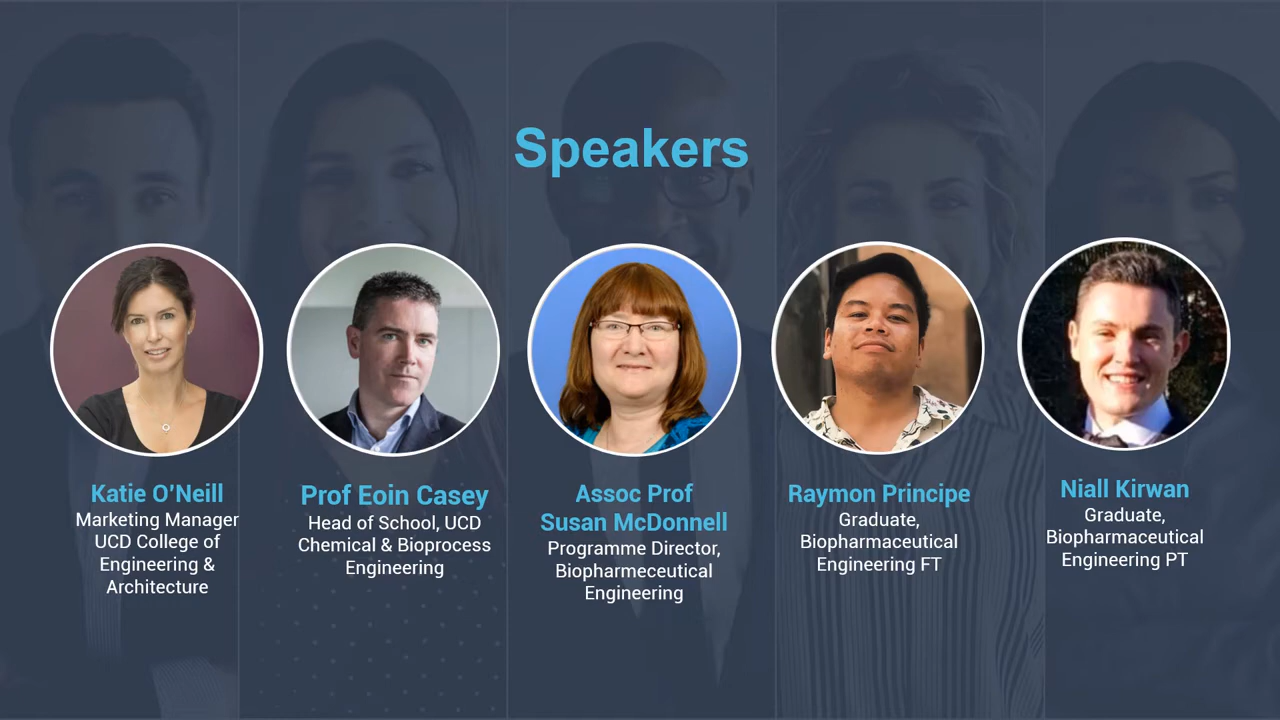 Speakers
Katie O'Neill
Marketing Manager
UCD College of
Engineering &
Architecture
Prof Eoin Casey
Head of School, UCD
Chemical & Bioprocess
Engineering
Assoc Prof
Susan McDonnell
Programme Director,
Biopharmeceutical
Engineering
Raymon Principe
Graduate,
Biopharmaceutical
Engineering FT
Niall Kirwan
Graduate,
Biopharmaceutical
Engineering PT